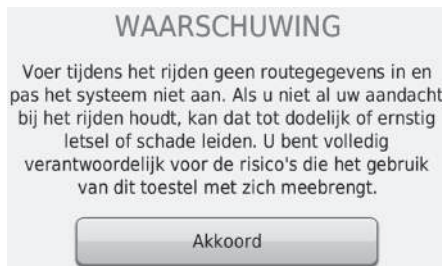 WAARSCHUWING
Voer tijdens het rijden geen routegegevens in en
pas het systeem niet aan. Als u niet al uw aandacht
bij het rijden houdt, kan dat tot dodelijk of ernstig
letsel of schade leiden. U bent volledig
verantwoordelijk voor de risico's die het gebruik
van dit toestel met zich meebrengt.
Akkoord